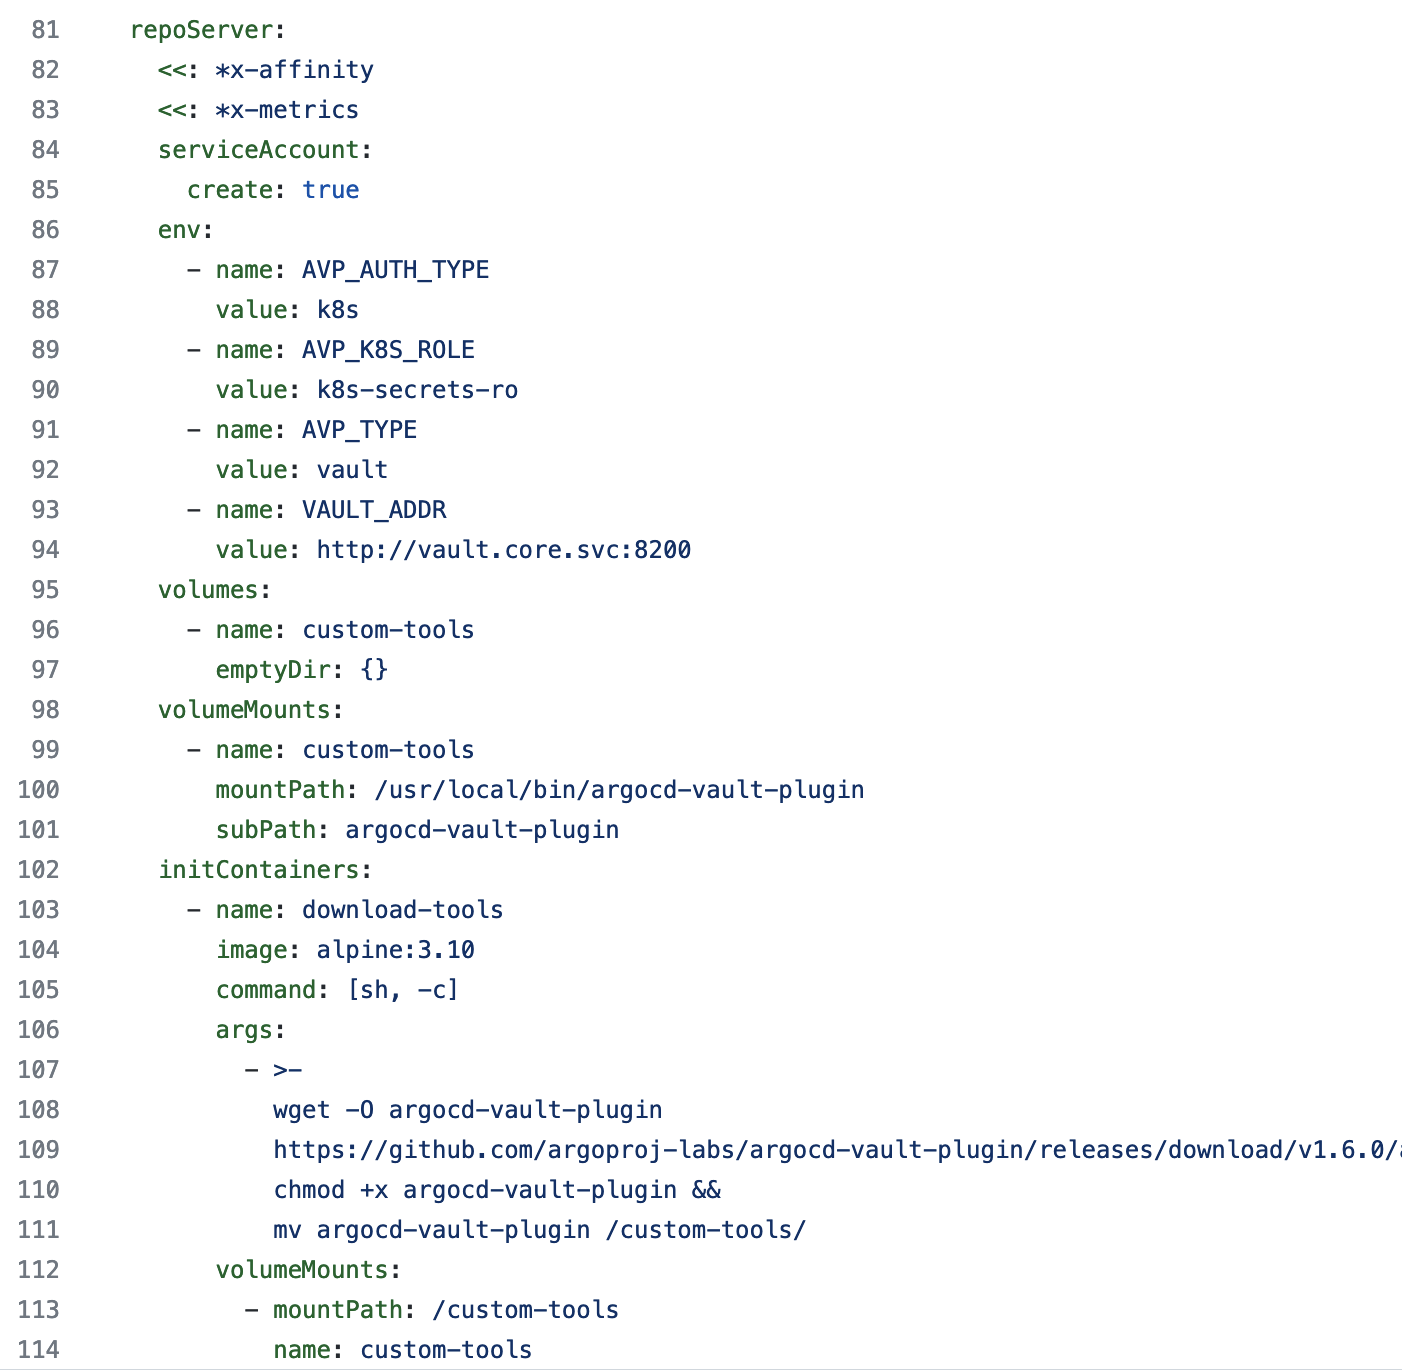 81 repoServer:
82 <<: *x-affinity
83 <<: *x-metrics
84 serviceAccount:
85 create: true
86 env:
87 - name: AVP_AUTH_TYPE
88 value: k8s
89 - name: AVP_K8S_ROLE
90 value: k8s-secrets-ro
91 - name: AVP_TYPE
92 value: vault
93 - name: VAULT_ADDR
94 value: http://vault.core.svc:8200
95 volumes:
96 - name: custom-tools
97 emptyDir: {}
98 volumeMounts:
99 - name: custom-tools
100 mountPath: /usr/local/bin/argocd-vault-plugin
101 subPath: argocd-vault-plugin
102 initContainers:
103 - name: download-tools
104 image: alpine:3.10
105 command: [sh, -c]
106 args:
107 - >-
108 wget -O argocd-vault-plugin
109 https://github.com/argoproj-labs/argocd-vault-plugin/releases/download/v1.6.0/
110 chmod +x argocd-vault-plugin &&
111 mv argocd-vault-plugin /custom-tools/
112 volumeMounts:
113 - mountPath: /custom-tools
114 name: custom-tools